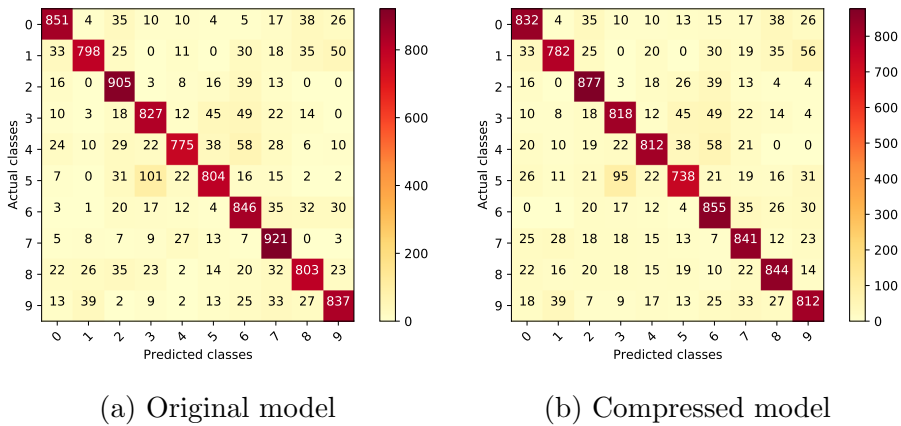 0 851 4 35 10 10 4 5 17 38 26
1 33 798 25 0 11 0 30 18 35 50
2 16 0 905 3 8 16 39 13 0 0
3 10 3 18 827 12 45 49 22 14 0
4 24 10 29 22 775 38 58 28 6 10
5 7 0 31 101 22 804 16 15 2 2
6 3 1 20 17 12 4 846 35 32 30
7 5 8 7 9 27 13 7 921 0 3
8 22 26 35 23 2 14 20 32 803 23
9 13 39 2 9 2 13 25 33 27 837
0 1 2 3 4 5 6 7 8 9
Predicted classes
Actual classes
800
600
400
200
0
(a) Original model
0 832 4 35 10 10 13 15 17 38 26
1 33 782 25 0 20 0 30 19 35 56
2 16 0 877 3 18 26 39 13 4 4
3 10 8 18 818 12 45 49 22 14 4
4 20 10 19 22 812 38 58 21 0 0
5 26 11 21 95 22 738 21 19 16 31
6 0 1 20 17 12 4 855 35 26 30
7 25 28 18 18 15 13 7 841 12 23
8 22 16 20 18 15 19 10 22 844 14
9 18 39 7 9 17 13 25 33 27 812
0 1 2 3 4 5 6 7 8 9
Predicted classes
Actual classes
800
700
600
500
400
300
200
100
0
(b) Compressed model